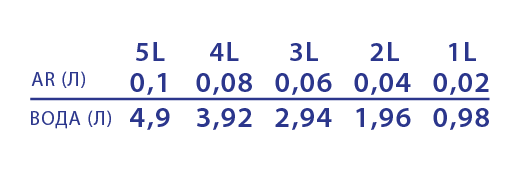 5L 4L 3L 2L 1L
AR (Л) 0,1 0,08 0,06 0,04 0,02
ВОДА (Л) 4,9 3,92 2,94 1,96 0,98